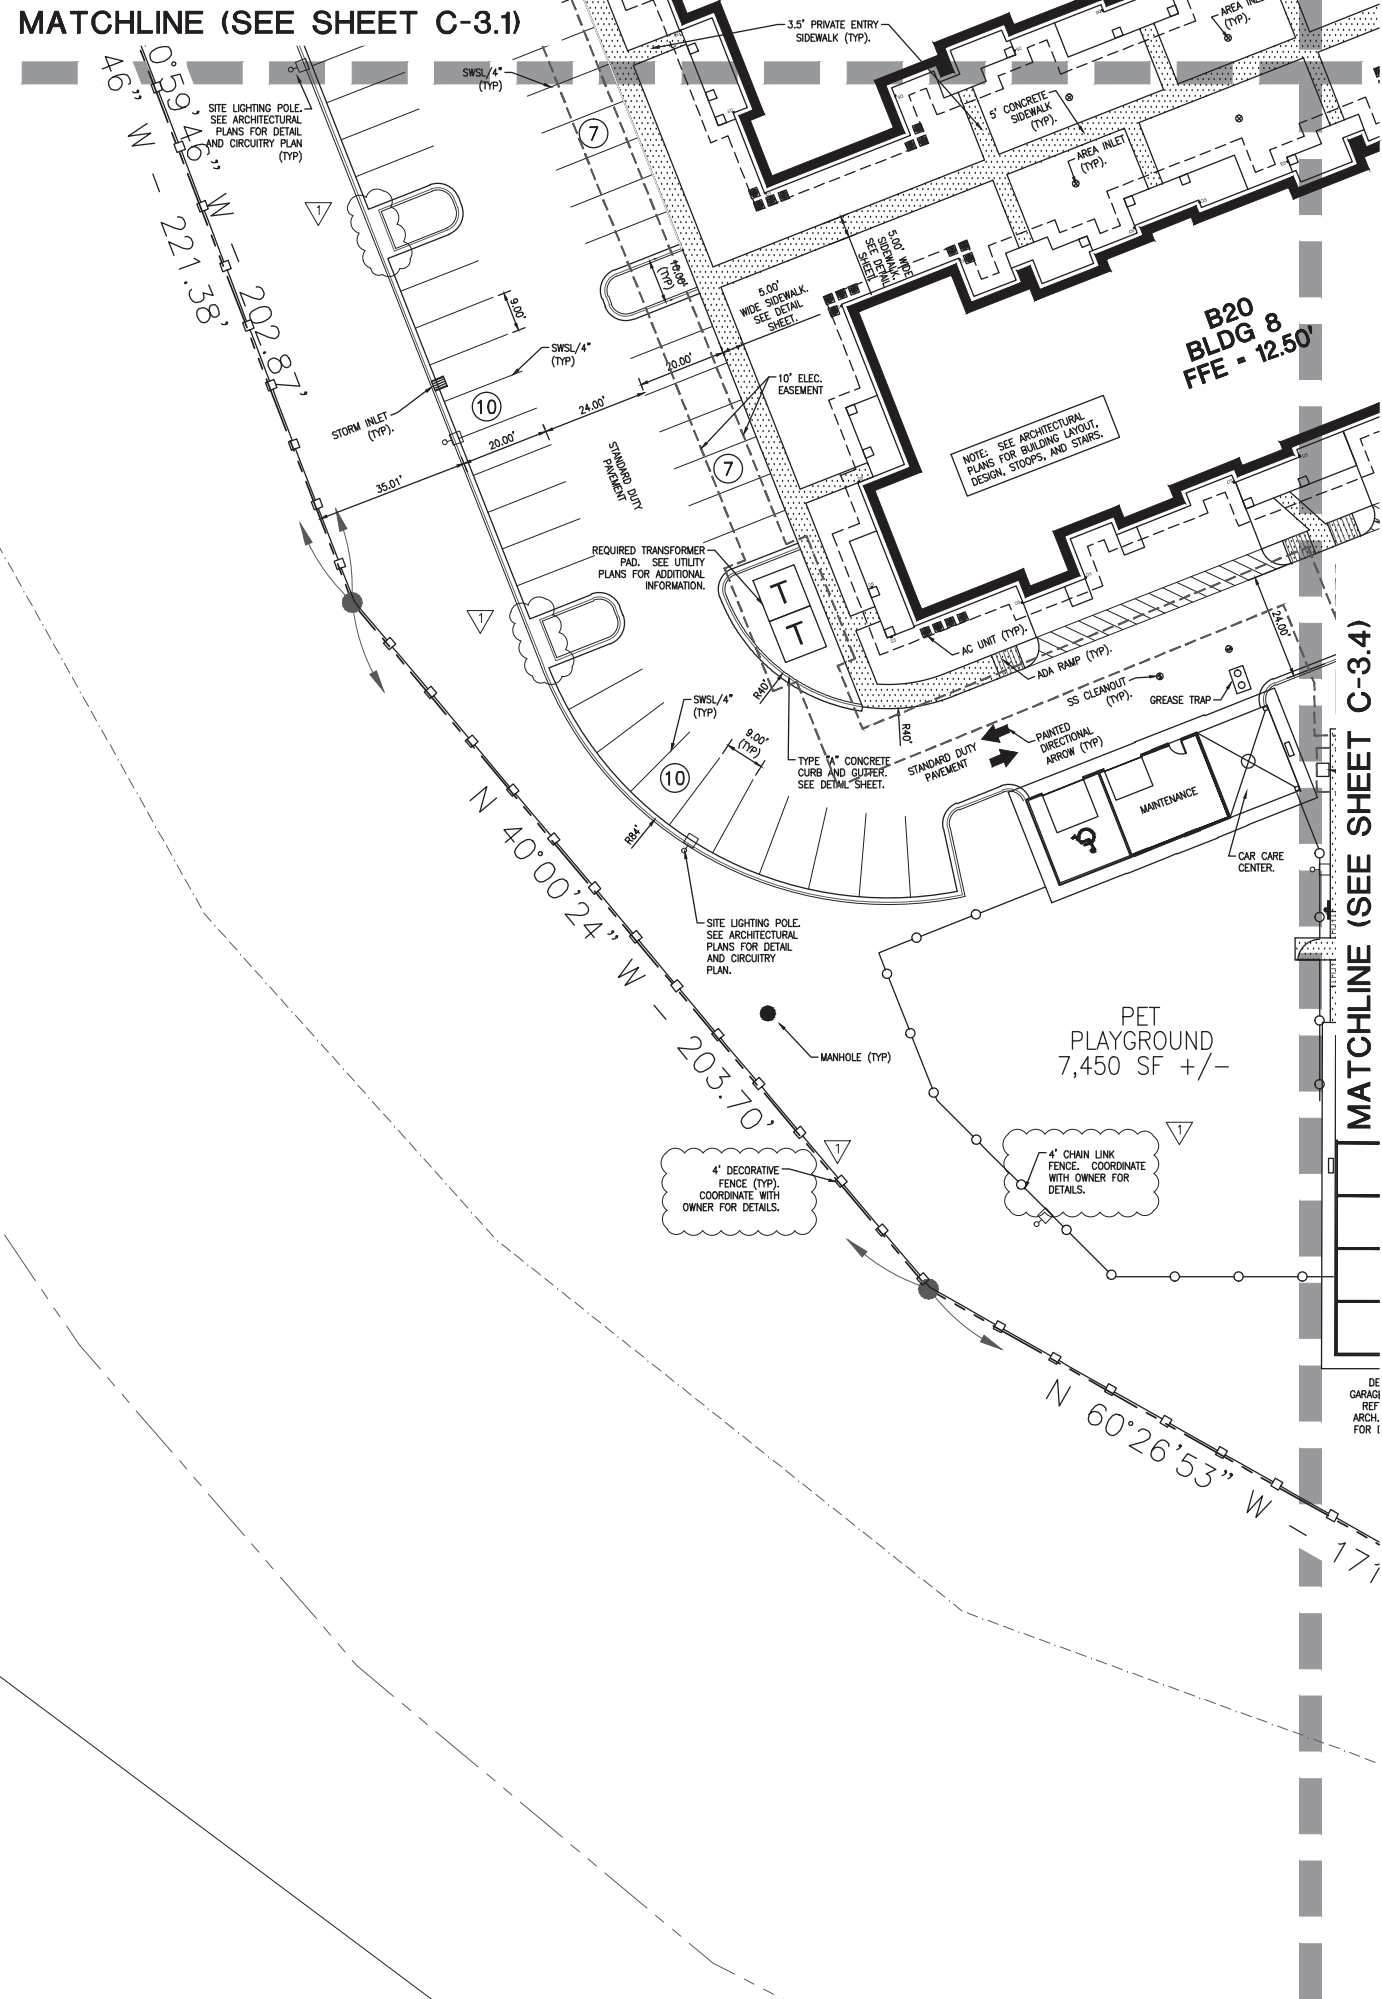 MATCHLINE (SEE SHEET C-3.1)
3.5' PRIVATE ENTRY
SIDEWALK (TYP).
AREA
(TYP).
SWSL/4"
(TYP)
SITE LIGHTING POLE.
SEE ARCHITECTURAL
PLANS FOR DETAIL
AND CIRCUITRY PLAN
(TYP)
46" W - 221.38'
0°59'46" W - 202.87'
7
5' CONCRETE
SIDEWALK
(TYP).
AREA INLET
(TYP).
1
5.00' WIDE
SIDEWALK.
SEE DETAIL
SHEET.
10.00'
(TYP)
5.00'
WIDE SIDEWALK.
SEE DETAIL
SHEET.
9.00'
B20
BLDG 8
FFE - 12.50'
SWSL/4"
(TYP)
20.00'
10' ELEC.
EASEMENT
10
24.00'
STORM INLET
(TYP).
20.00'
STANDARD DUTY
PAVEMENT
7
NOTE: SEE ARCHITECTURAL
PLANS FOR BUILDING LAYOUT,
DESIGN, STOOPS, AND STAIRS.
35.01'
REQUIRED TRANSFORMER
PAD. SEE UTILITY
PLANS FOR ADDITIONAL
INFORMATION.
T
T
1
24.00'
AC UNIT (TYP).
ADA RAMP (TYP).
SS CLEANOUT
(TYP).
GREASE TRAP
R40'
R40'
SWSL/4"
(TYP)
9.00'
(TYP)
PAINTED
DIRECTIONAL
ARROW (TYP)
STANDARD DUTY
PAVEMENT
TYPE "A" CONCRETE
CURB AND GUTTER.
SEE DETAIL SHEET.
10
MAINTENANCE
R84'
CAR CARE
CENTER.
MATCHLINE (SEE SHEET C-3.4)
N 40°00'24" W - 203.70'
SITE LIGHTING POLE.
SEE ARCHITECTURAL
PLANS FOR DETAIL
AND CIRCUITRY
PLAN.
MANHOLE (TYP)
PET
PLAYGROUND
7,450 SF +/-
1
1
4' DECORATIVE
FENCE (TYP).
COORDINATE WITH
OWNER FOR DETAILS.
4' CHAIN LINK
FENCE. COORDINATE
WITH OWNER FOR
DETAILS.
N 60°26'53" W - 171
DE
GARAG
REF
ARCH.
FOR